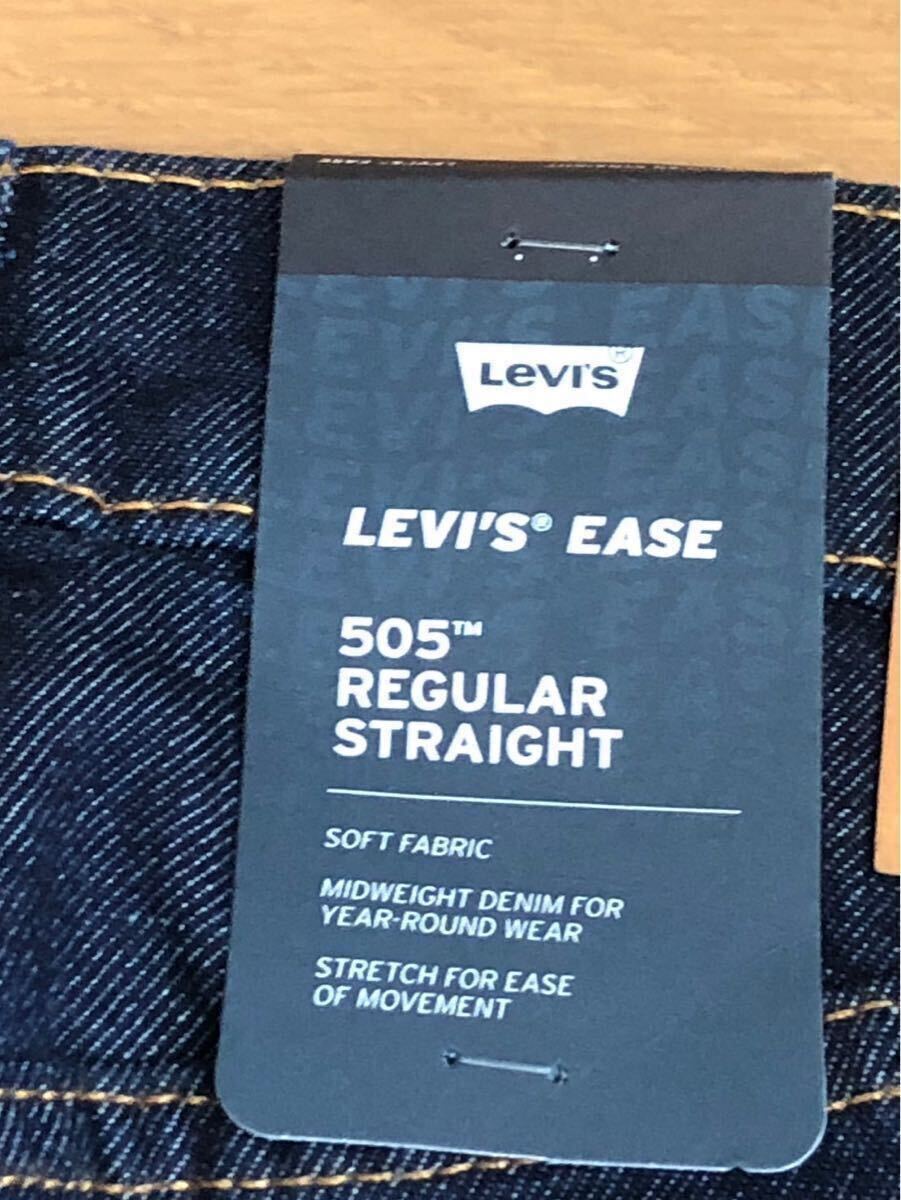 LEVI'S ® EASE
LEVI'S® EASE
505™
REGULAR
STRAIGHT
SOFT FABRIC
MIDWEIGHT DENIM FOR
YEAR-ROUND WEAR
STRETCH FOR EASE
OF MOVEMENT